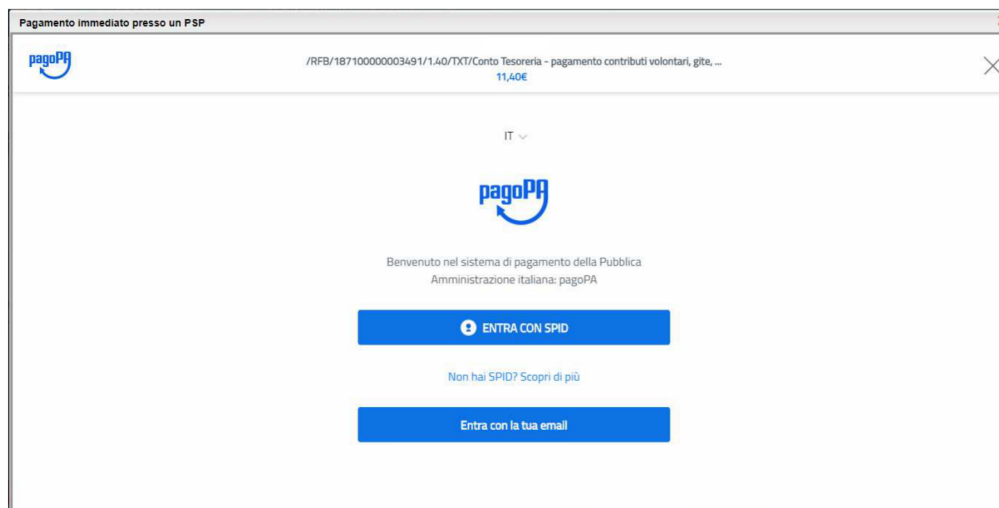 Pagamento immediato presso un PSP
pagoPA
/RFB/187100000003491/1.40/TXT/Conto Tesoreria - pagamento contributi volontari, gite, ...
11,40€
IT
pagoPA
Benvenuto nel sistema di pagamento della Pubblica
Amministrazione italiana: pagoPA
ENTRA CON SPID
Non hai SPID? Scopri di più
Entra con la tua email